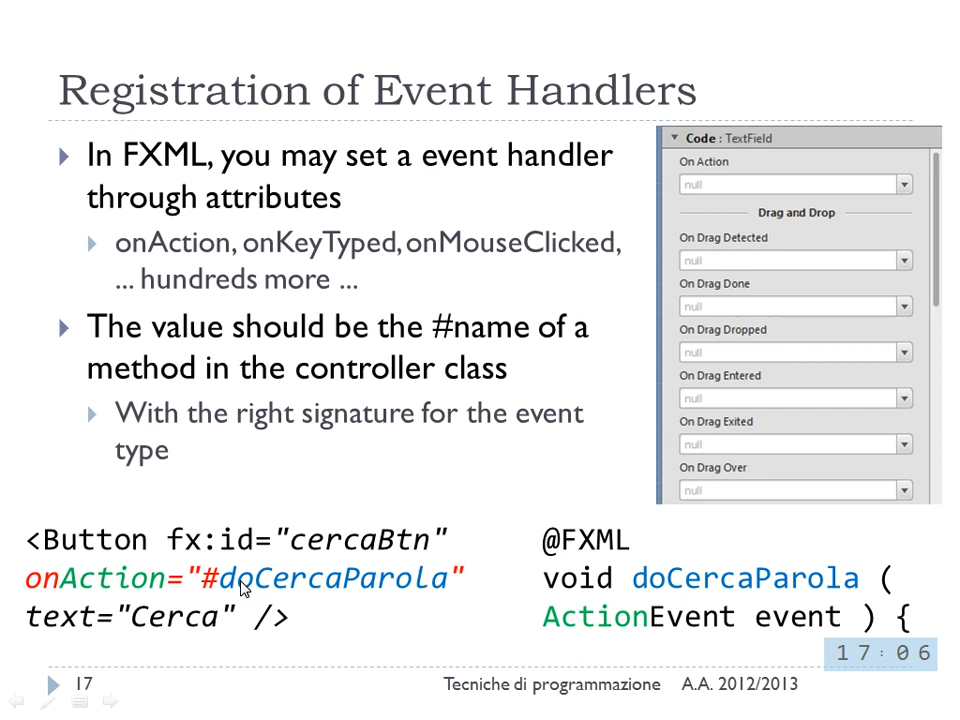 Registration of Event Handlers
In FXML, you may set a event handler
through attributes
onAction, onKeyTyped, onMouseClicked,
... hundreds more ...
The value should be the #name of a
method in the controller class
With the right signature for the event
type
Code : TextField
On Action
null
Drag and Drop
On Drag Detected
null
On Drag Done
null
On Drag Dropped
null
On Drag Entered
null
On Drag Exited
null
On Drag Over
null
<Button fx:id="cercaBtn"
onAction="#doCercaParola"
text="Cerca" />
@FXML
void doCercaParola (
ActionEvent event ) {
17:06
17
Tecniche di programmazione A.A. 2012/2013